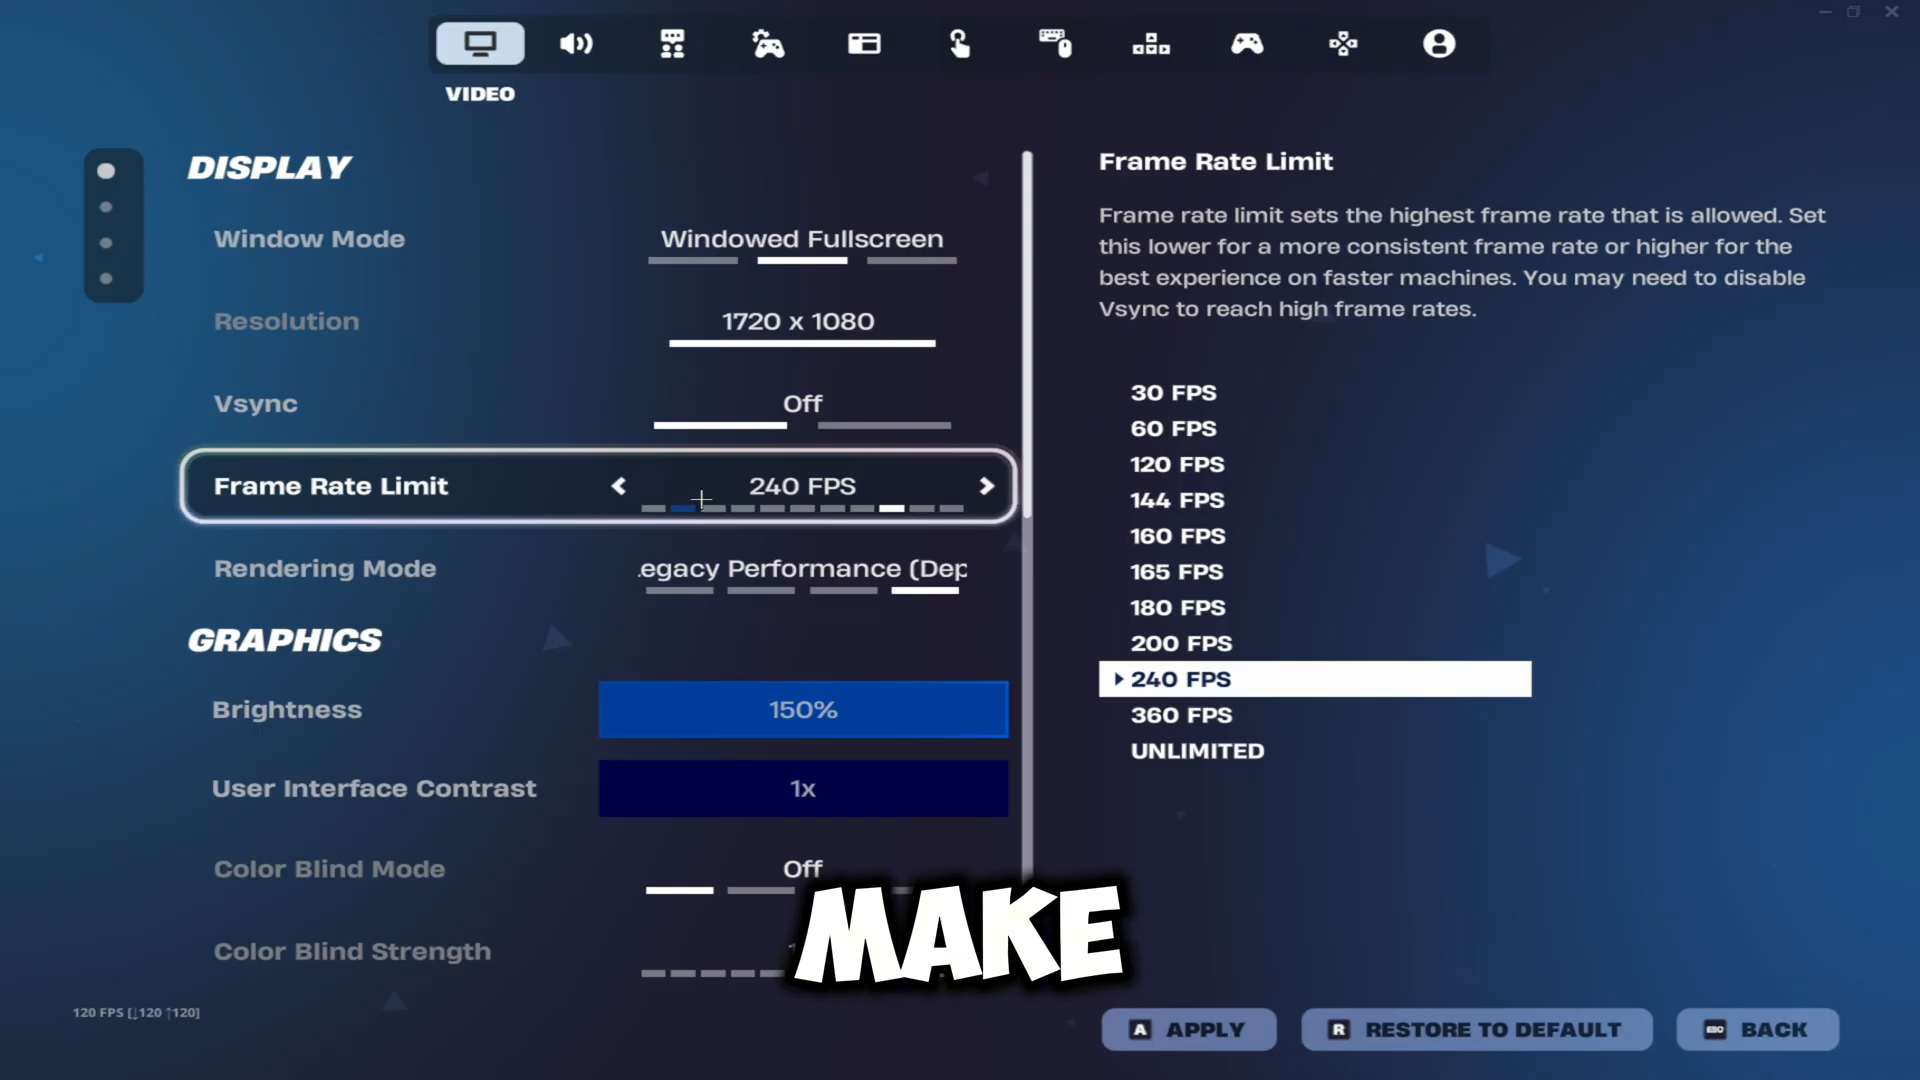 VIDEO
DISPLAY
Window Mode
Windowed Fullscreen
Resolution
1720 x 1080
Vsync
Off
Frame Rate Limit
240 FPS
Rendering Mode
egacy Performance (Dep
GRAPHICS
Brightness
150%
User Interface Contrast
1x
Color Blind Mode
Off
Color Blind Strength
MAKE
Frame Rate Limit
Frame rate limit sets the highest frame rate that is allowed. Set
this lower for a more consistent frame rate or higher for the
best experience on faster machines. You may need to disable
Vsync to reach high frame rates.
30 FPS
60 FPS
120 FPS
144 FPS
160 FPS
165 FPS
180 FPS
200 FPS
240 FPS
360 FPS
UNLIMITED
120 FPS [↓120 ↑120]
A APPLY
R RESTORE TO DEFAULT
ESC BACK